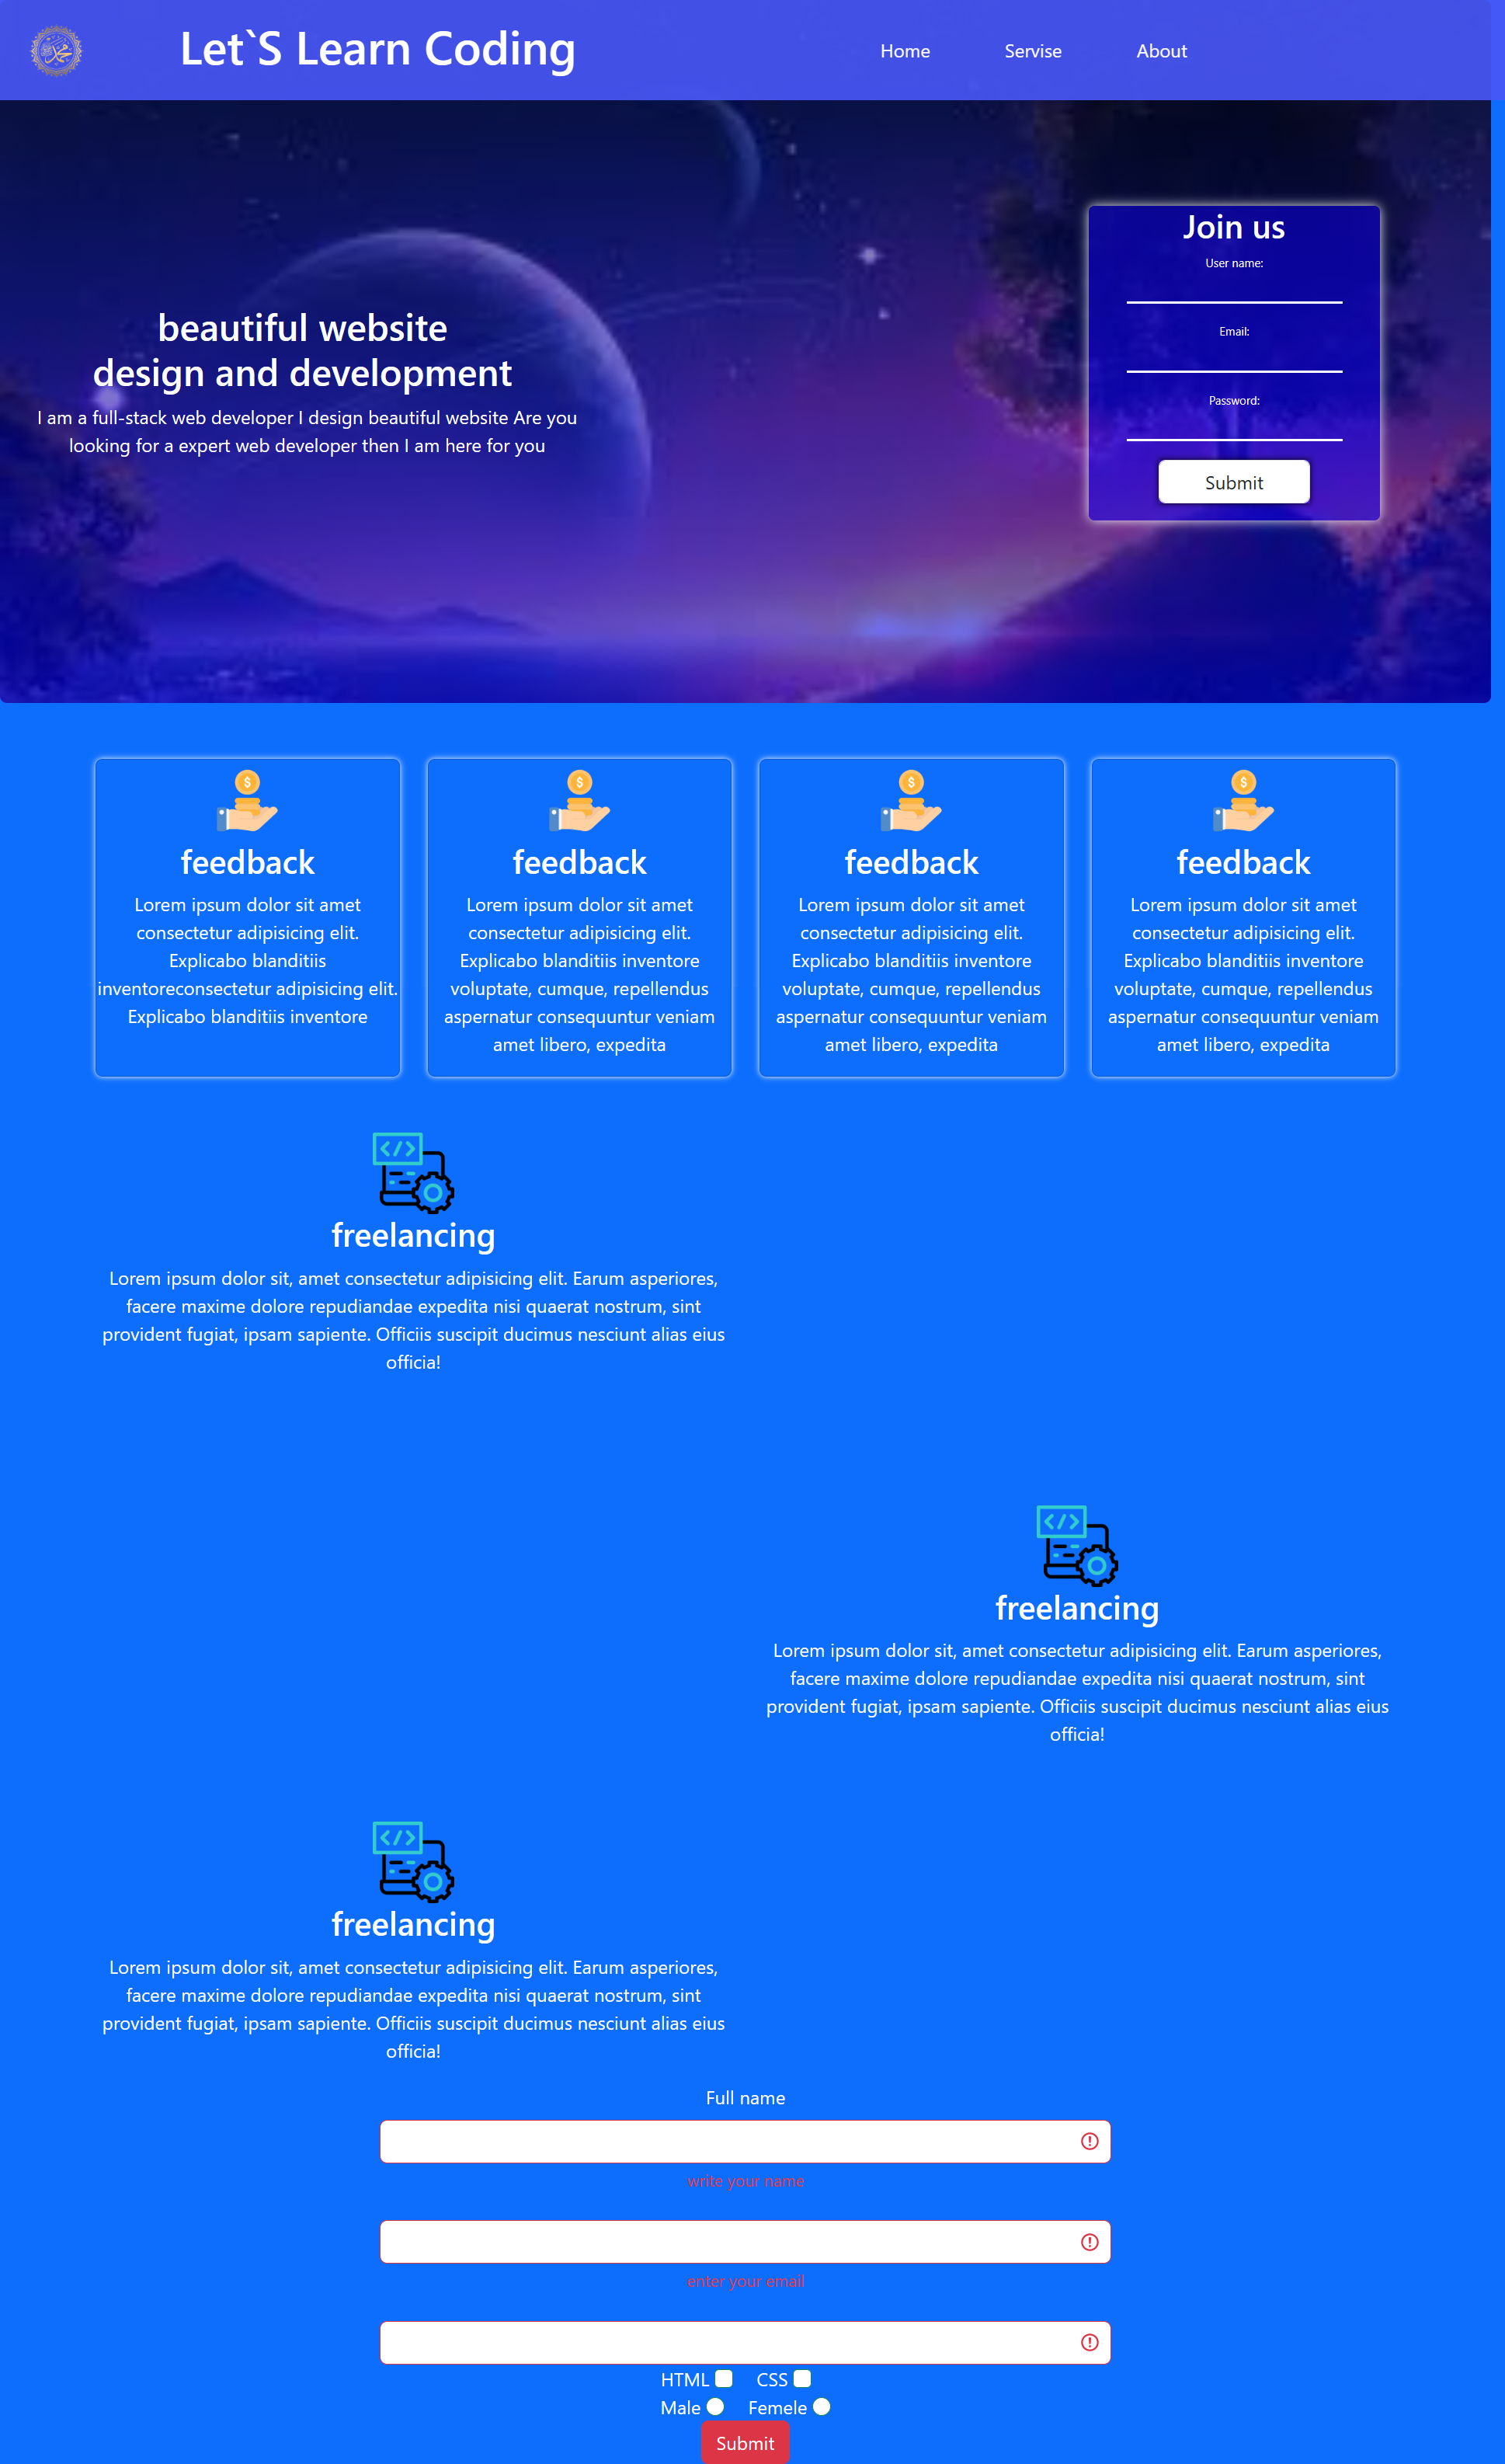 محمد
Let`S Learn Coding
Home
Servise
About
beautiful website
design and development
I am a full-stack web developer I design beautiful website Are you
looking for a expert web developer then I am here for you
Join us
User name:
Email:
Password:
Submit
$
feedback
Lorem ipsum dolor sit amet
consectetur adipisicing elit.
Explicabo blanditiis
inventoreconsectetur adipisicing elit.
Explicabo blanditiis inventore
$
feedback
Lorem ipsum dolor sit amet
consectetur adipisicing elit.
Explicabo blanditiis inventore
voluptate, cumque, repellendus
aspernatur consequuntur veniam
amet libero, expedita
$
feedback
Lorem ipsum dolor sit amet
consectetur adipisicing elit.
Explicabo blanditiis inventore
voluptate, cumque, repellendus
aspernatur consequuntur veniam
amet libero, expedita
$
feedback
Lorem ipsum dolor sit amet
consectetur adipisicing elit.
Explicabo blanditiis inventore
voluptate, cumque, repellendus
aspernatur consequuntur veniam
amet libero, expedita
</>
freelancing
Lorem ipsum dolor sit, amet consectetur adipisicing elit. Earum asperiores,
facere maxime dolore repudiandae expedita nisi quaerat nostrum, sint
provident fugiat, ipsam sapiente. Officiis suscipit ducimus nesciunt alias eius
officia!
</>
freelancing
Lorem ipsum dolor sit, amet consectetur adipisicing elit. Earum asperiores,
facere maxime dolore repudiandae expedita nisi quaerat nostrum, sint
provident fugiat, ipsam sapiente. Officiis suscipit ducimus nesciunt alias eius
officia!
</>
freelancing
Lorem ipsum dolor sit, amet consectetur adipisicing elit. Earum asperiores,
facere maxime dolore repudiandae expedita nisi quaerat nostrum, sint
provident fugiat, ipsam sapiente. Officiis suscipit ducimus nesciunt alias eius
officia!
Full name
write your name
enter your email
HTML CSS
Male Femele
Submit